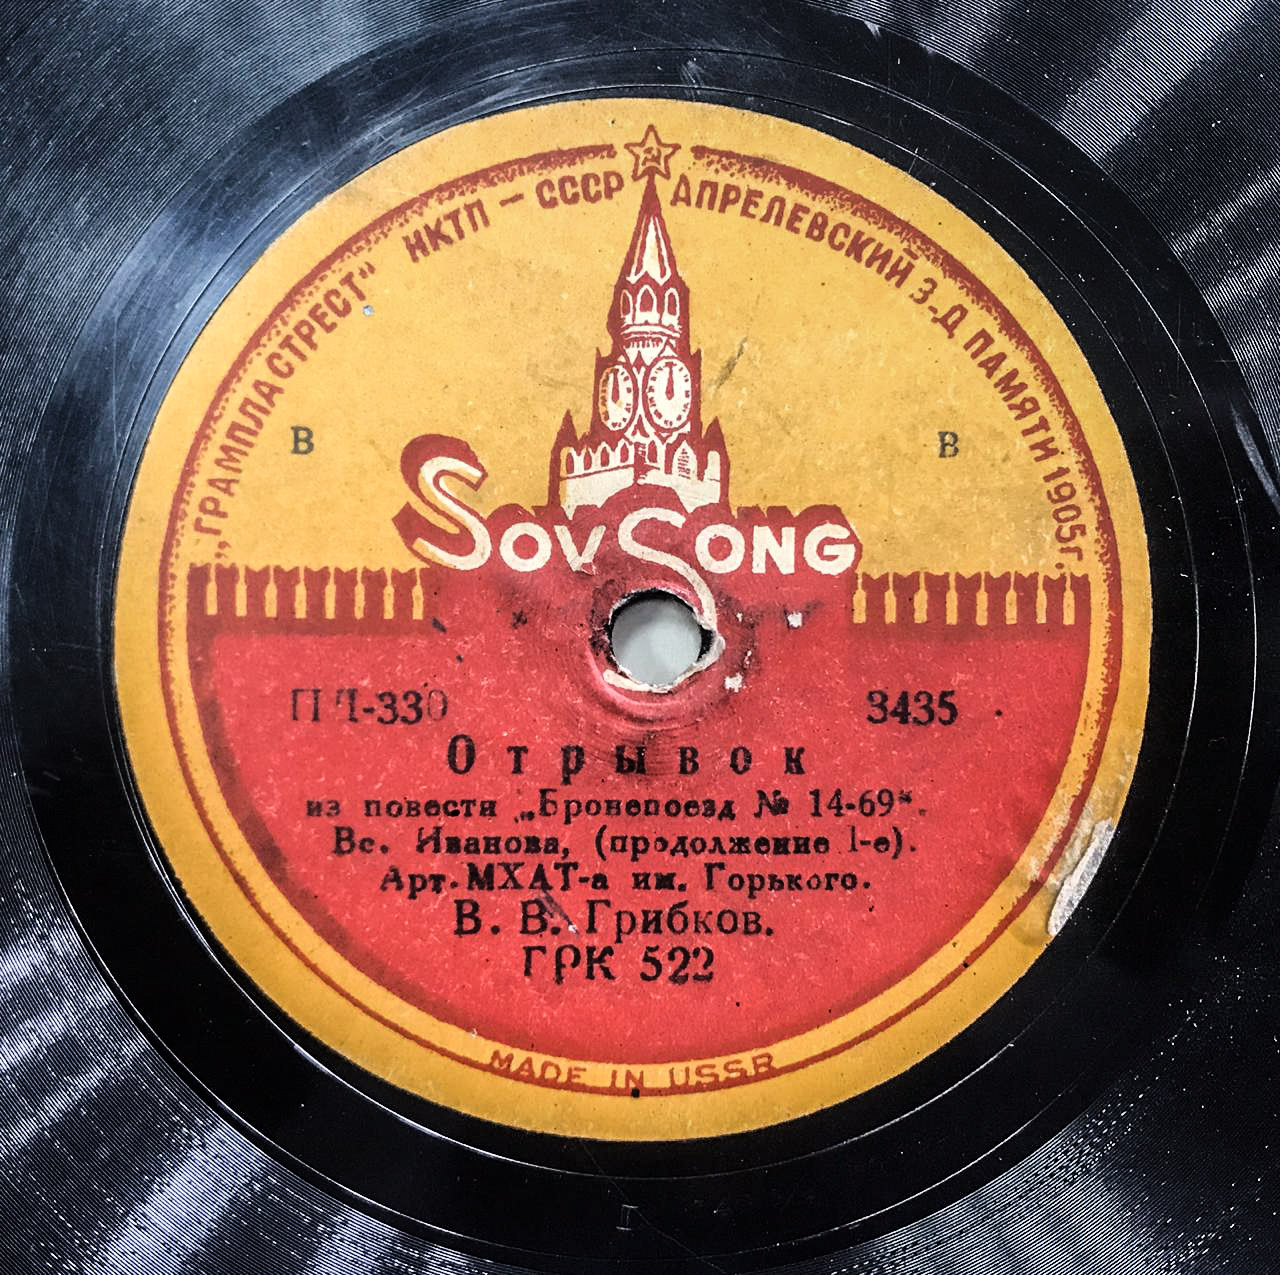 „ГРАМПЛАСТРЕСТ“ НКТП – СССР АПРЕЛЕВСКИЙ З-Д ПАМЯТИ 1905 г.
В В
SOVSONG
3435
Отрывок
из повести „Бронепоезд № 14-69“.
Вс. Иванова, (продолжение 1-е).
Арт. МХАТ-а им. Горького.
В. В. Грибков.
ГРК 522
MADE IN USSR